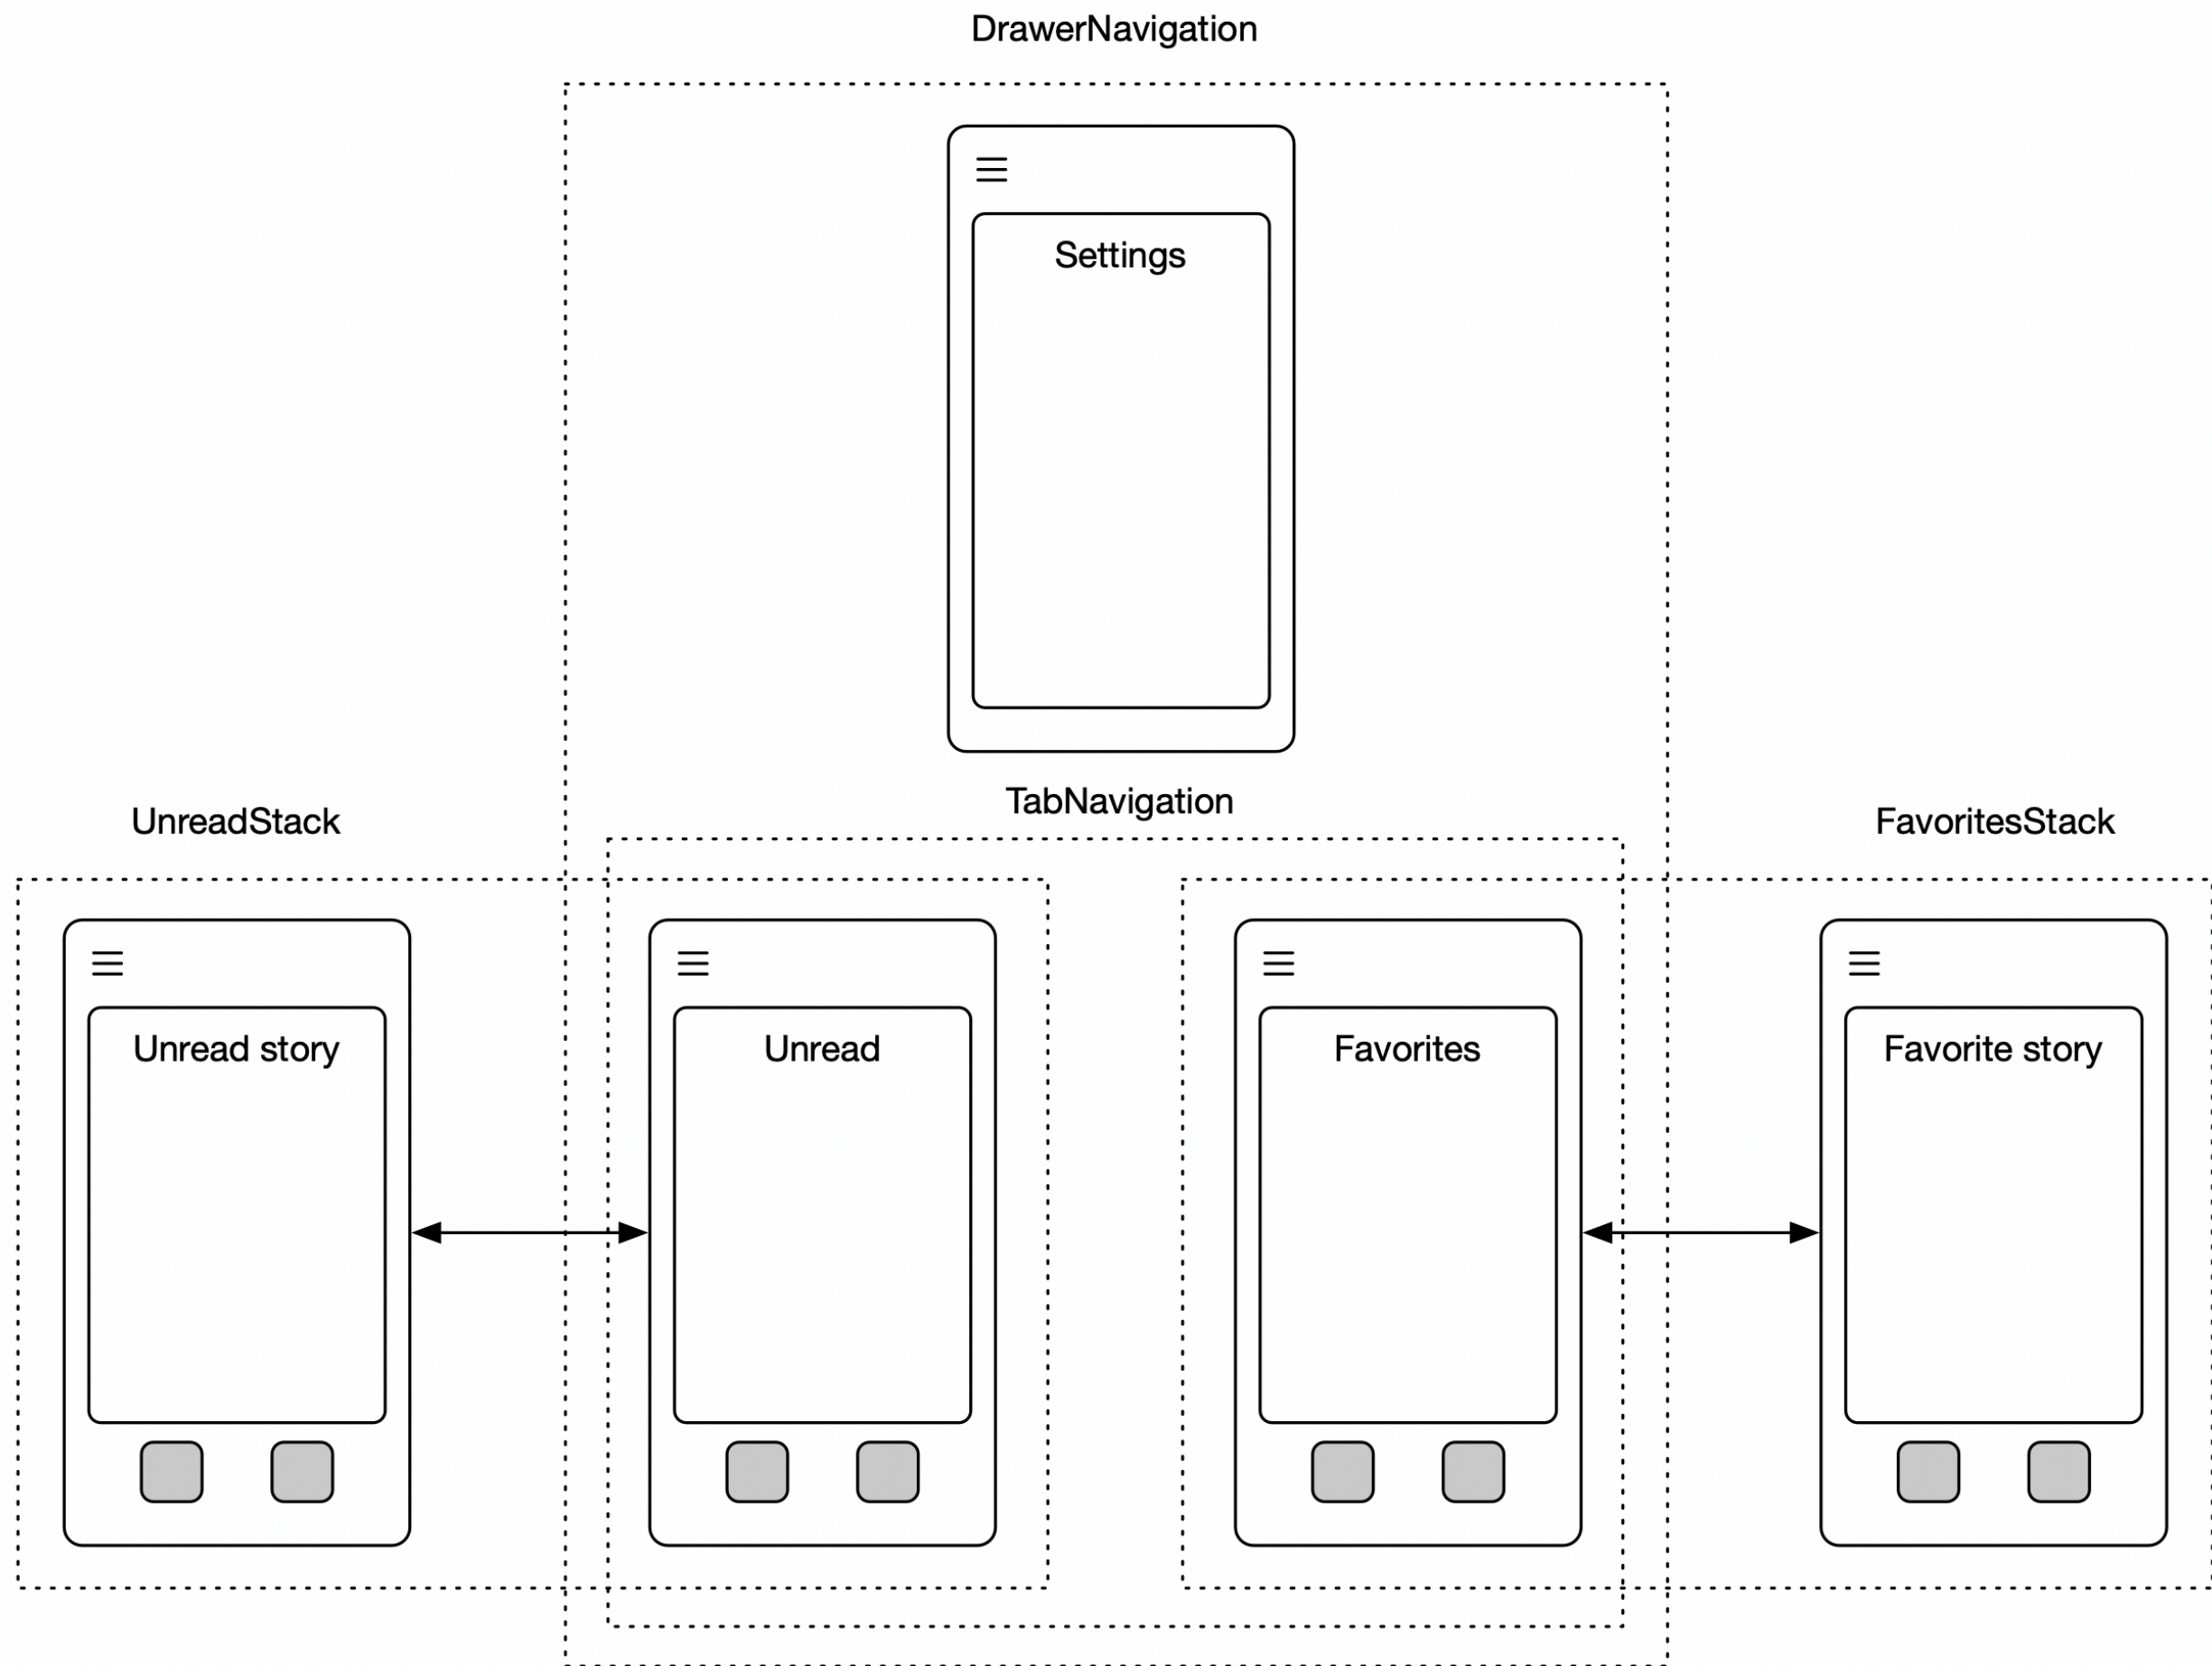 DrawerNavigation
Settings
TabNavigation
UnreadStack
FavoritesStack
Unread story
Unread
Favorites
Favorite story